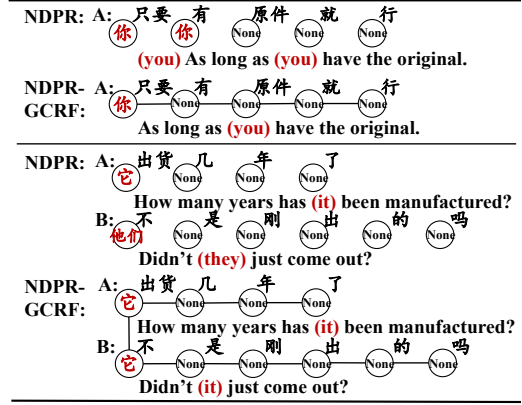 NDPR: A: 只要 有 原件 就 行
你 你 None None None
(you) As long as (you) have the original.
NDPR-GCRF: A: 只要 有 原件 就 行
你 None None None None
As long as (you) have the original.
NDPR: A: 出货 几 年 了
它 None None None
How many years has (it) been manufactured?
B: 不 是 刚 出 的 吗
他们 None None None None None
Didn't (they) just come out?
NDPR-GCRF: A: 出货 几 年 了
它 None None None
How many years has (it) been manufactured?
B: 不 是 刚 出 的 吗
它 None None None None None
Didn't (it) just come out?